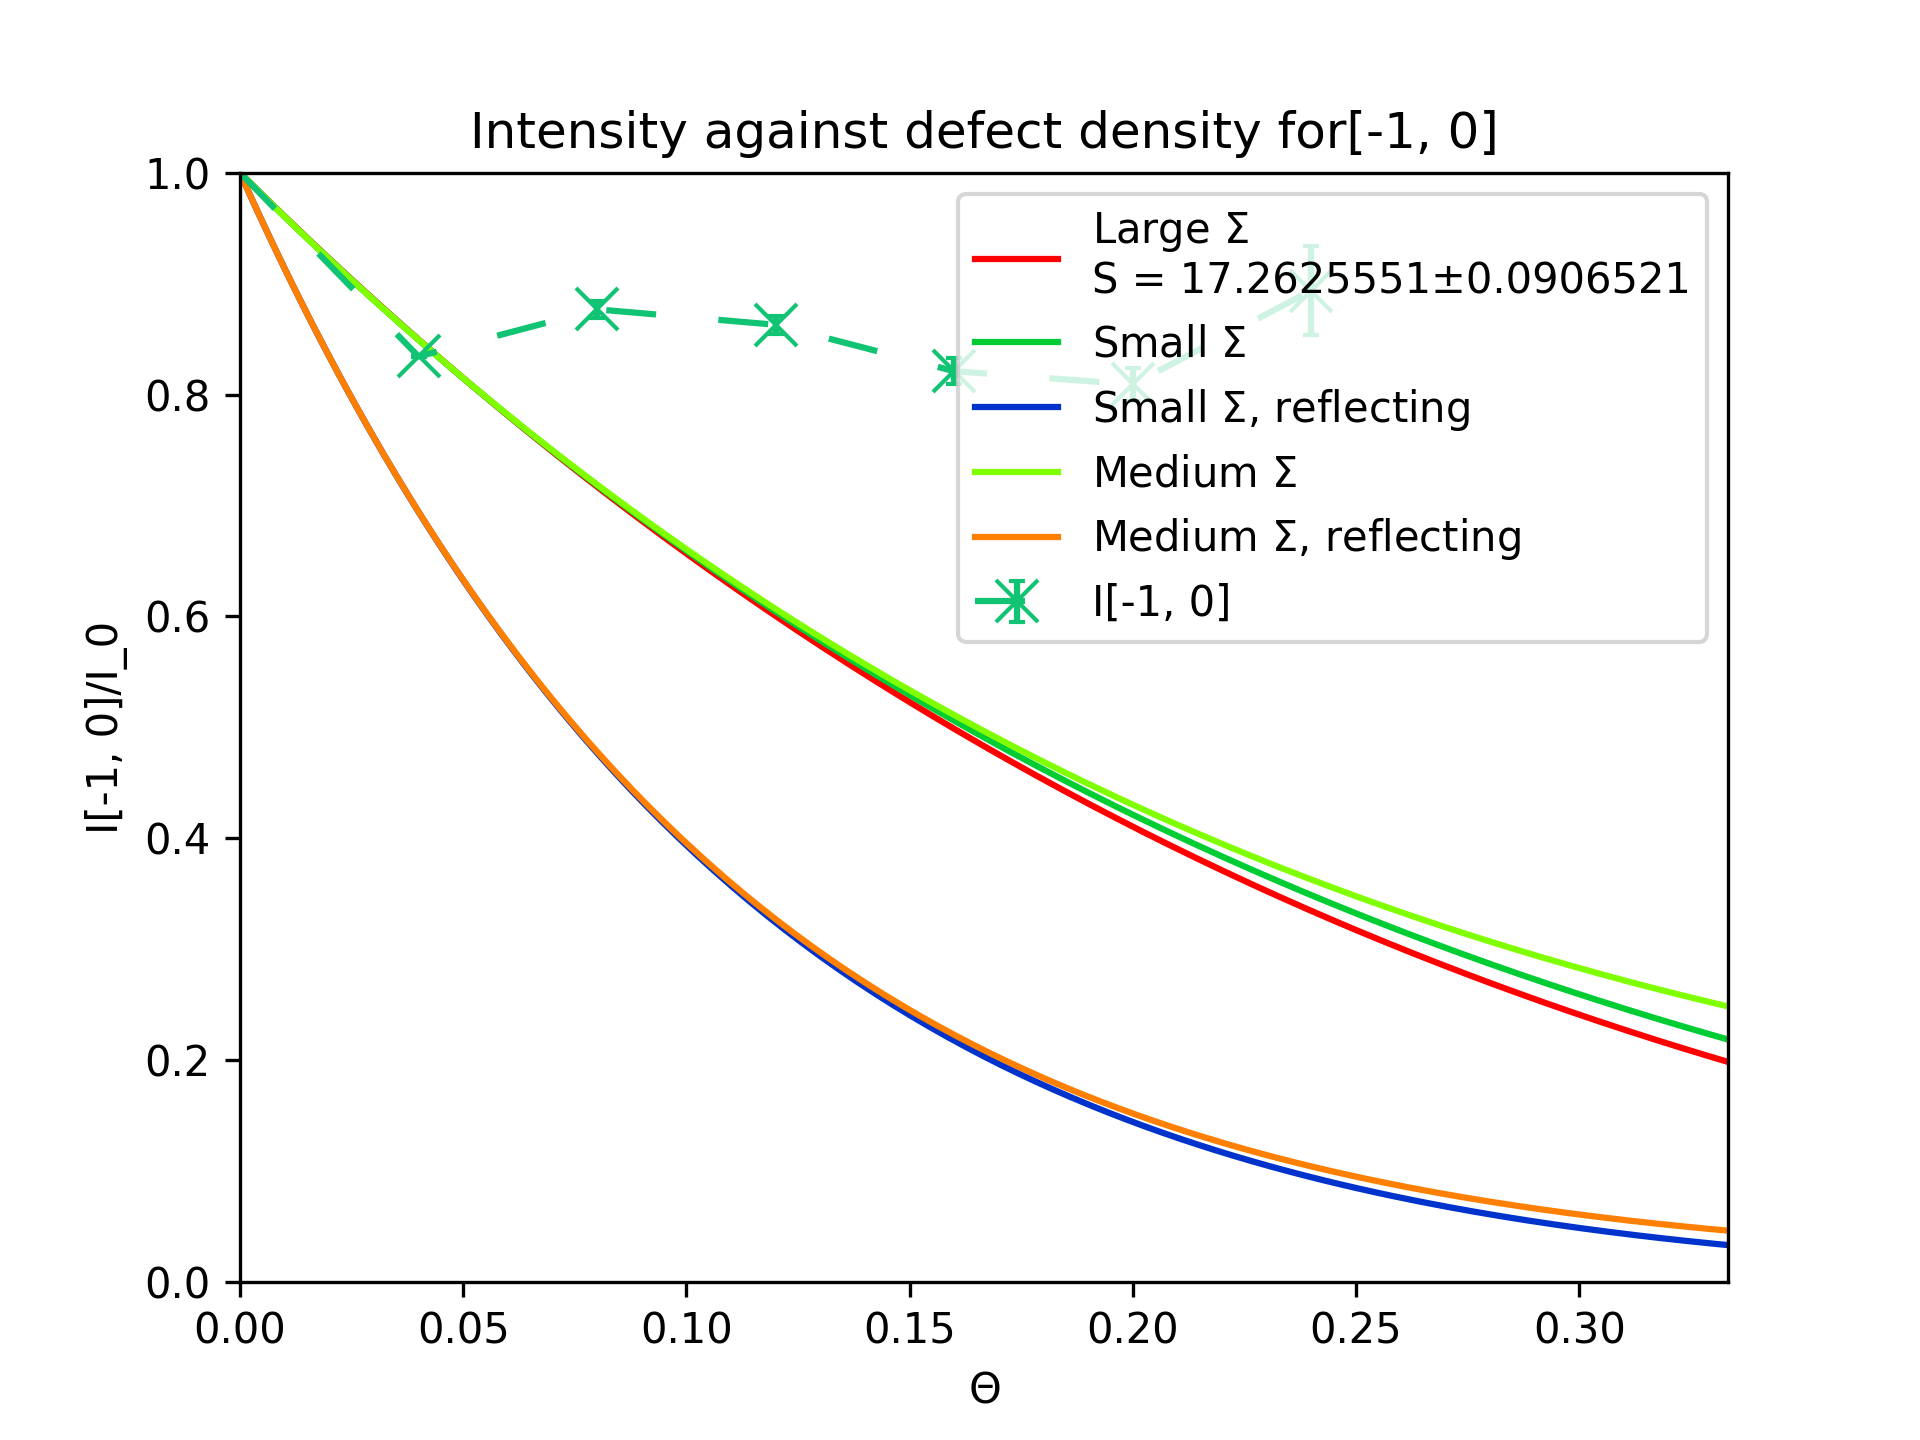 Intensity against defect density for[-1, 0]
Large Σ
S = 17.2625551±0.0906521
Small Σ
Small Σ, reflecting
Medium Σ
Medium Σ, reflecting
I[-1, 0]
I[-1, 0]/I_0
1.0
0.8
0.6
0.4
0.2
0.0
0.00 0.05 0.10 0.15 0.20 0.25 0.30
Θ